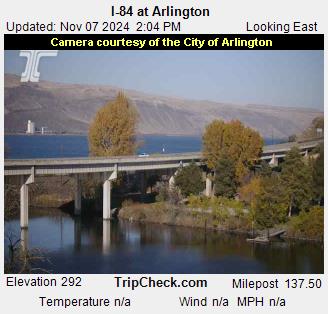 I-84 at Arlington
Updated: Nov 07 2024 2:04 PM Looking East
Camera courtesy of the City of Arlington
Elevation 292 TripCheck.com Milepost 137.50
Temperature n/a Wind n/a MPH n/a